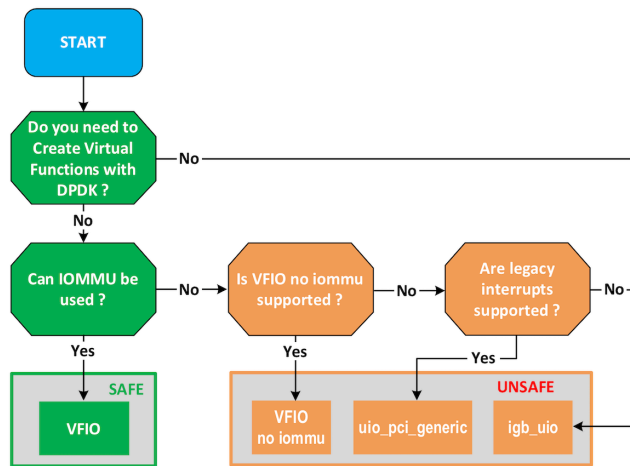 START
Do you need to
Create Virtual
Functions with
DPDK ?
No
No
Can IOMMU be
used ?
No
Is VFIO no iommu
supported ?
No
Are legacy
interrupts
supported ?
No
Yes
Yes
Yes
SAFE
UNSAFE
VFIO
VFIO
no iommu
uio_pci_generic
igb_uio